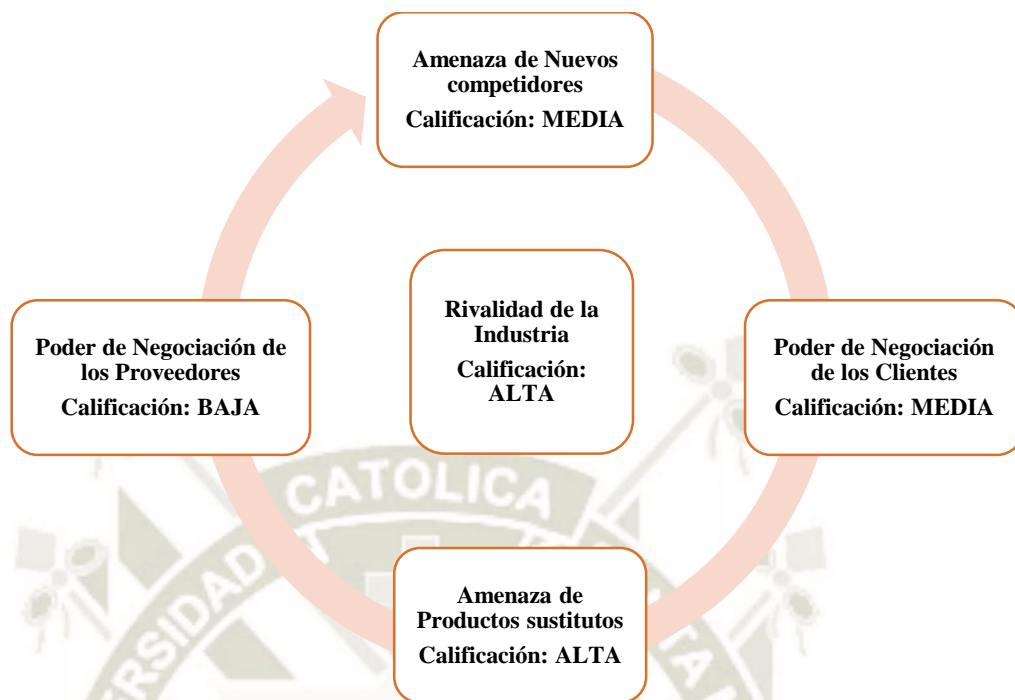 Amenaza de Nuevos
competidores
Calificación: MEDIA
Poder de Negociación de
los Proveedores
Calificación: BAJA
Rivalidad de la
Industria
Calificación:
ALTA
Poder de Negociación
de los Clientes
Calificación: MEDIA
CATOLICA
Amenaza de
Productos sustitutos
Calificación: ALTA